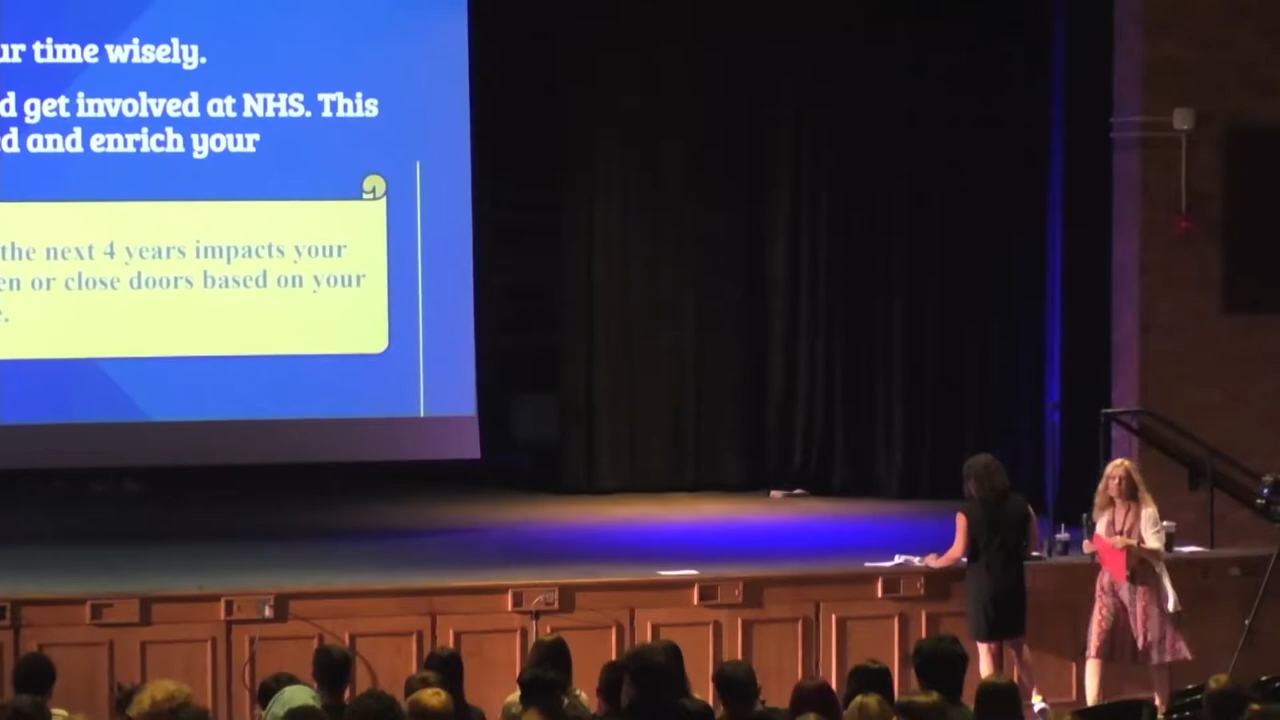 ur time wisely.
d get involved at NHS. This
d and enrich your
the next 4 years impacts your
en or close doors based on your
.